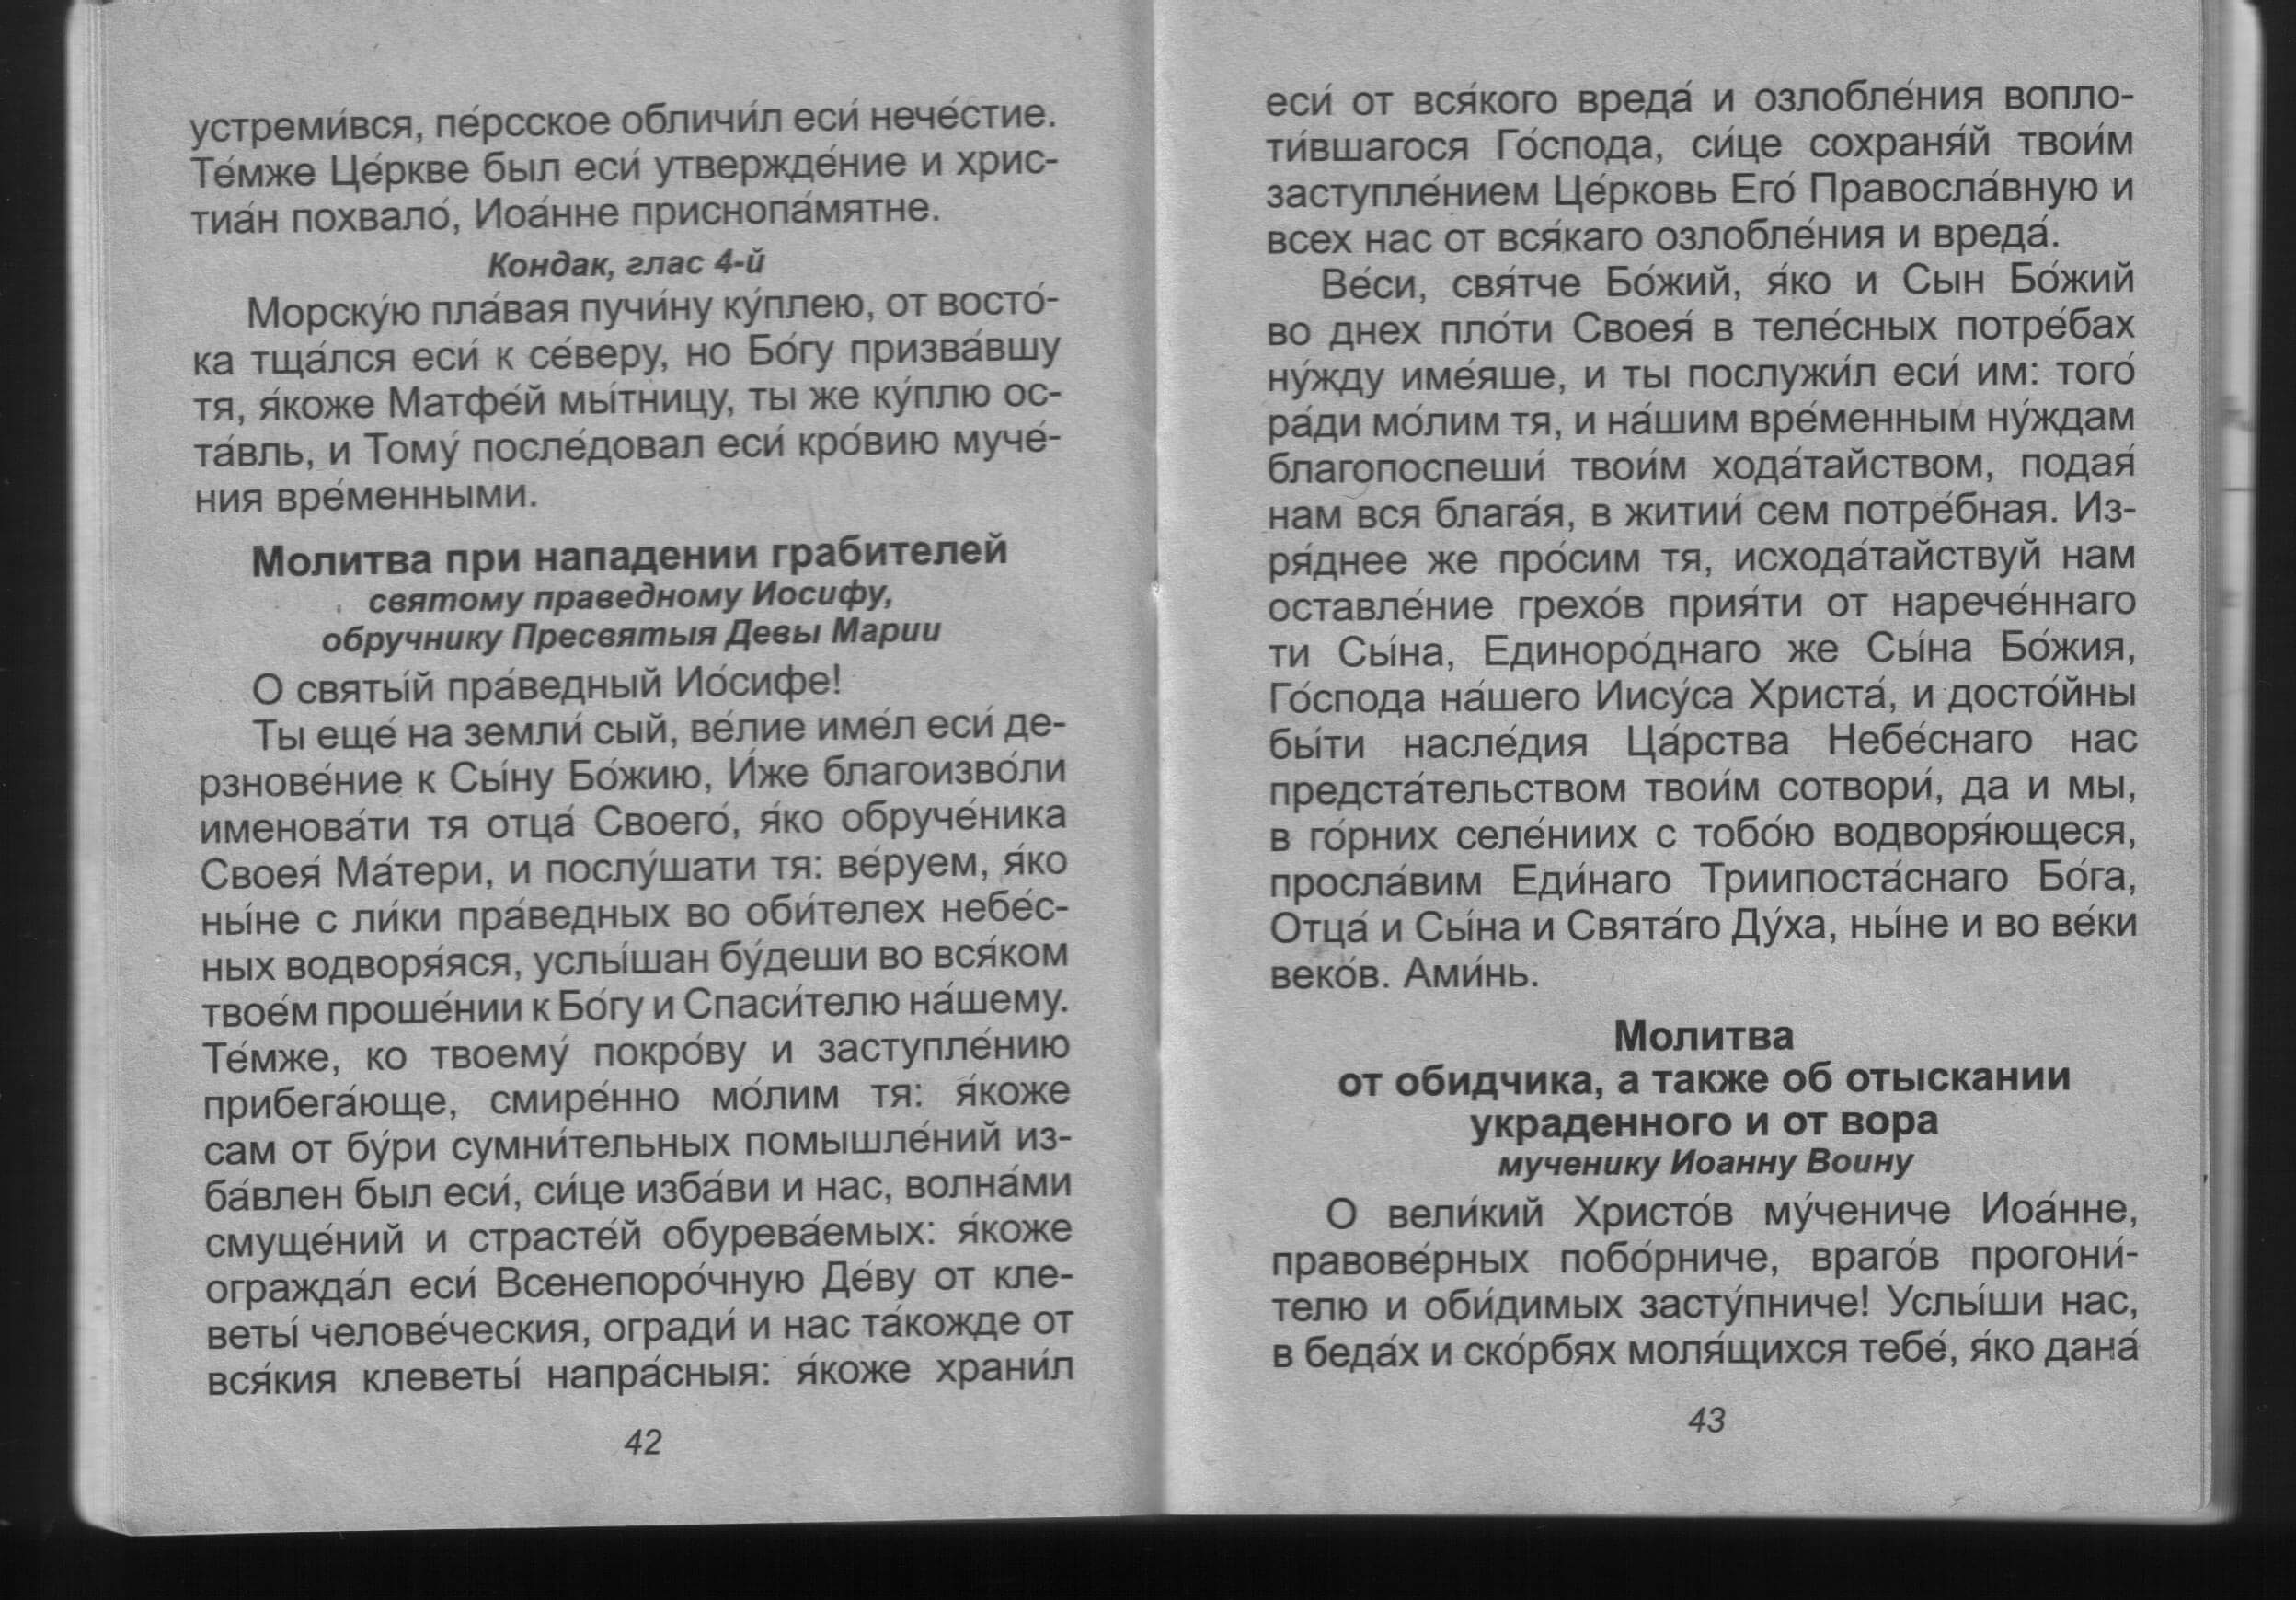 устреми́вся, пе́рсское обличи́л еси́ нече́стие.
Те́мже Це́ркве был еси́ утвержде́ние и хрис-
тиа́н похвало́, Иоа́нне приснопа́мятне.
Кондак, глас 4-й
Морску́ю пла́вая пучи́ну ку́плею, от восто́-
ка тща́лся еси́ к се́веру, но Бо́гу призва́вшу
тя, я́коже Матфе́й мы́тницу, ты же ку́плю ос-
та́вль, и Тому́ после́довал еси́ кро́вию муче́-
ния вре́менными.
Молитва при нападении грабителей
святому праведному Иосифу,
обручнику Пресвятыя Девы Марии
О святы́й пра́ведный Ио́сифе!
Ты еще́ на земли́ сый, ве́лие име́л еси́ де-
рзнове́ние к Сы́ну Бо́жию, И́же благоизво́ли
именова́ти тя отца́ Своего́, я́ко обруче́ника
Своея́ Ма́тери, и послу́шати тя: ве́руем, я́ко
ны́не с ли́ки пра́ведных во оби́телех небе́с-
ных водворя́яся, услы́шан бу́деши во вся́ком
твое́м проше́нии к Бо́гу и Спаси́телю на́шему.
Те́мже, ко твоему́ покро́ву и заступле́нию
прибега́юще, смире́нно мо́лим тя: я́коже
сам от бу́ри сумни́тельных помышле́ний из-
ба́влен был еси́, си́це изба́ви и нас, волна́ми
смуще́ний и страсте́й обурева́емых: я́коже
огражда́л еси́ Всенепоро́чную Де́ву от кле-
веты́ челове́ческия, огради́ и нас та́кожде от
вся́кия клеветы́ напра́сныя: я́коже храни́л
42
еси́ от вся́кого вреда́ и озлобле́ния вопло-
ти́вшагося Го́спода, си́це сохраня́й твои́м
заступле́нием Це́рковь Его́ Правосла́вную и
всех нас от вся́каго озлобле́ния и вреда́.
Ве́си, свя́тче Бо́жий, я́ко и Сын Бо́жий
во днех пло́ти Своея́ в теле́сных потре́бах
ну́жду име́яше, и ты послужи́л еси́ им: того́
ра́ди мо́лим тя, и на́шим вре́менным ну́ждам
благопоспеши́ твои́м хода́тайством, подая́
нам вся блага́я, в житии́ сем потре́бная. Из-
ря́днее же про́сим тя, исхода́тайствуй нам
оставле́ние грехо́в прия́ти от нарече́ннаго
ти Сы́на, Единоро́днаго же Сы́на Бо́жия,
Го́спода на́шего Иису́са Христа́, и досто́йны
бы́ти насле́дия Ца́рства Небе́снаго нас
предста́тельством твои́м сотвори́, да и мы,
в го́рних селе́ниих с тобо́ю водворя́ющеся,
просла́вим Еди́наго Триипоста́снаго Бо́га,
Отца́ и Сы́на и Свята́го Ду́ха, ны́не и во ве́ки
веко́в. Ами́нь.
Молитва
от обидчика, а также об отыскании
украденного и от вора
мученику Иоанну Воину
О вели́кий Христо́в му́чениче Иоа́нне,
правове́рных побо́рниче, враго́в прогони́-
телю и оби́димых засту́пниче! Услы́ши нас,
в беда́х и ско́рбях моля́щихся тебе́, я́ко дана́
43